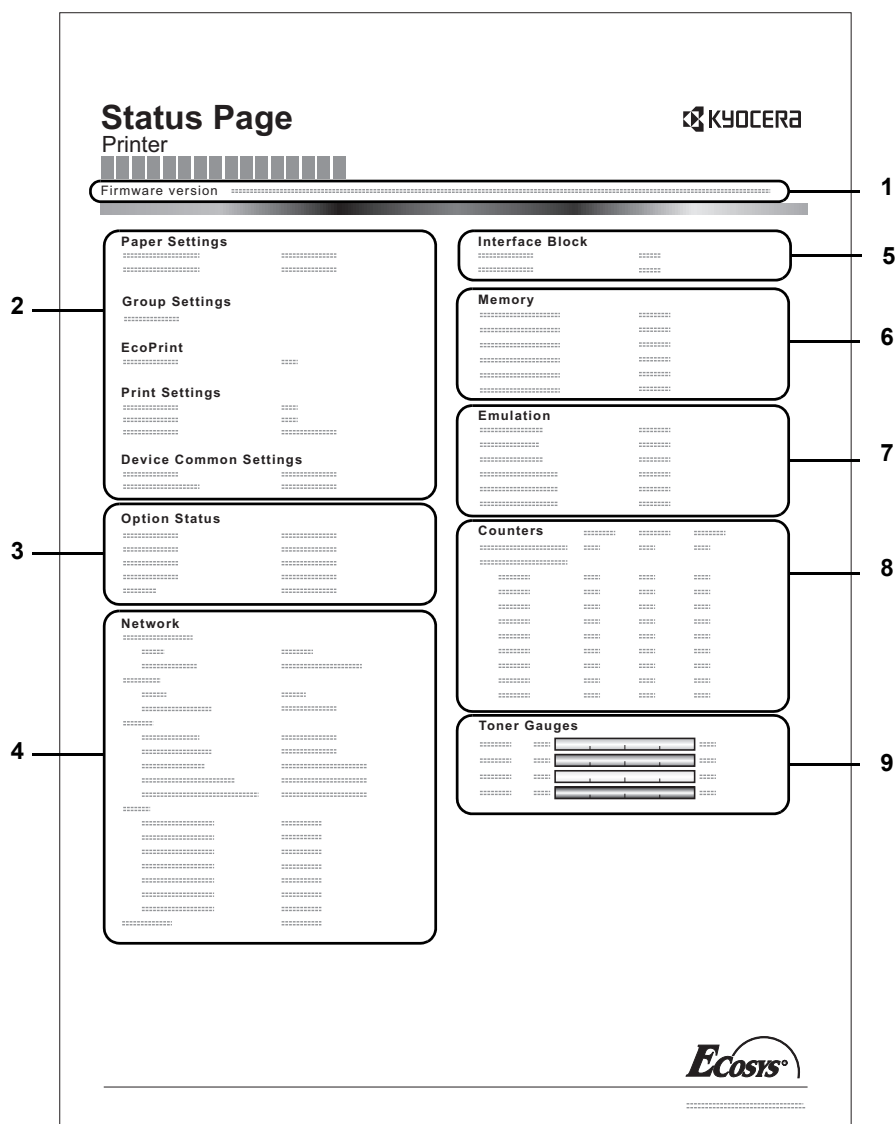 Status Page
KYOCERA
Printer
Firmware version
1
Paper Settings
Group Settings
EcoPrint
Print Settings
Device Common Settings
2
Option Status
3
Network
4
Interface Block
5
Memory
6
Emulation
7
Counters
8
Toner Gauges
9
ECOSYS